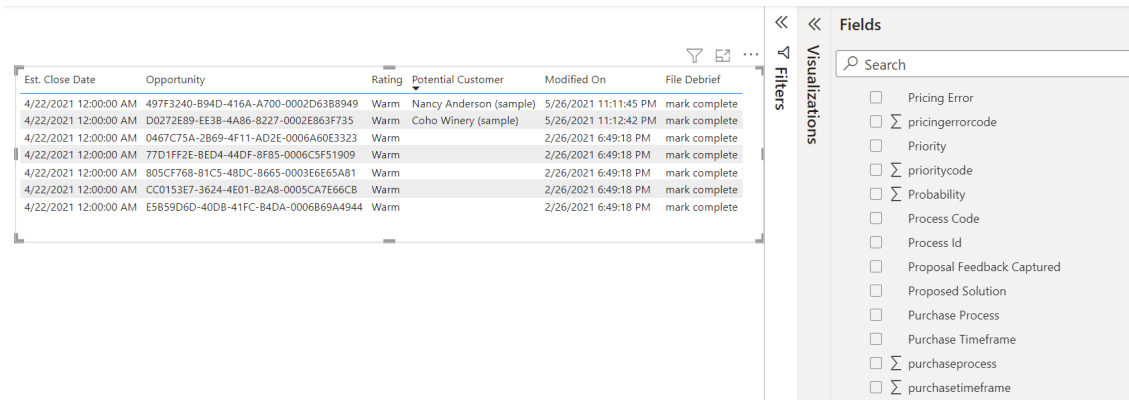 Est. Close Date Opportunity Rating Potential Customer Modified On File Debrief
4/22/2021 12:00:00 AM 497F3240-B94D-416A-A700-0002D63B8949 Warm Nancy Anderson (sample) 5/26/2021 11:11:45 PM mark complete
4/22/2021 12:00:00 AM D0272E89-EE3B-4A86-8227-0002E863F735 Warm Coho Winery (sample) 5/26/2021 11:12:42 PM mark complete
4/22/2021 12:00:00 AM 0467C75A-2B69-4F11-AD2E-0006A60E3323 Warm 2/26/2021 6:49:18 PM mark complete
4/22/2021 12:00:00 AM 77D1FF2E-BED4-44DF-8F85-0006C5F51909 Warm 2/26/2021 6:49:18 PM mark complete
4/22/2021 12:00:00 AM 805CF768-81C5-48DC-8665-0003E6E65A81 Warm 2/26/2021 6:49:18 PM mark complete
4/22/2021 12:00:00 AM CC0153E7-3624-4E01-B2A8-0005CA7E66CB Warm 2/26/2021 6:49:18 PM mark complete
4/22/2021 12:00:00 AM E5B59D6D-40DB-41FC-B4DA-0006B69A4944 Warm 2/26/2021 6:49:18 PM mark complete
Filters
Visualizations
Fields
Search
Pricing Error
∑ pricingerrorcode
Priority
∑ prioritycode
∑ Probability
Process Code
Process Id
Proposal Feedback Captured
Proposed Solution
Purchase Process
Purchase Timeframe
∑ purchaseprocess
∑ purchasetimeframe